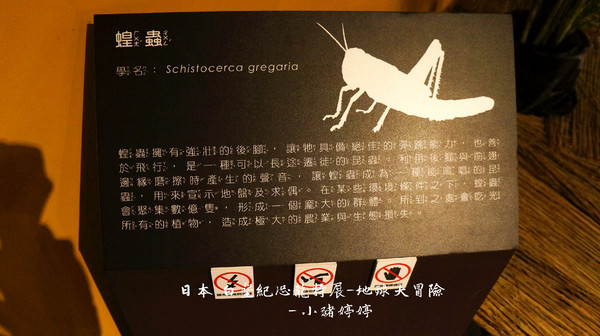 蝗蟲
學名：Schistocerca gregaria
蝗蟲擁有強壯的後腳，讓牠具備絕佳的彈跳能力，也善
於飛行，是一種可以長途遷徙的昆蟲。利用後腳與前翅
邊緣磨擦時產生的聲音，讓蝗蟲成為一種能鳴唱的昆
蟲，用來宣示地盤及求偶。在某些環境條件之下，蝗蟲
會聚集數億隻，形成一個龐大的群體。所到之處會吃光
所有的植物，造成極大的農業與生態損失。
日本 白堊紀恐龍特展-地球大冒險
-小豬婷婷